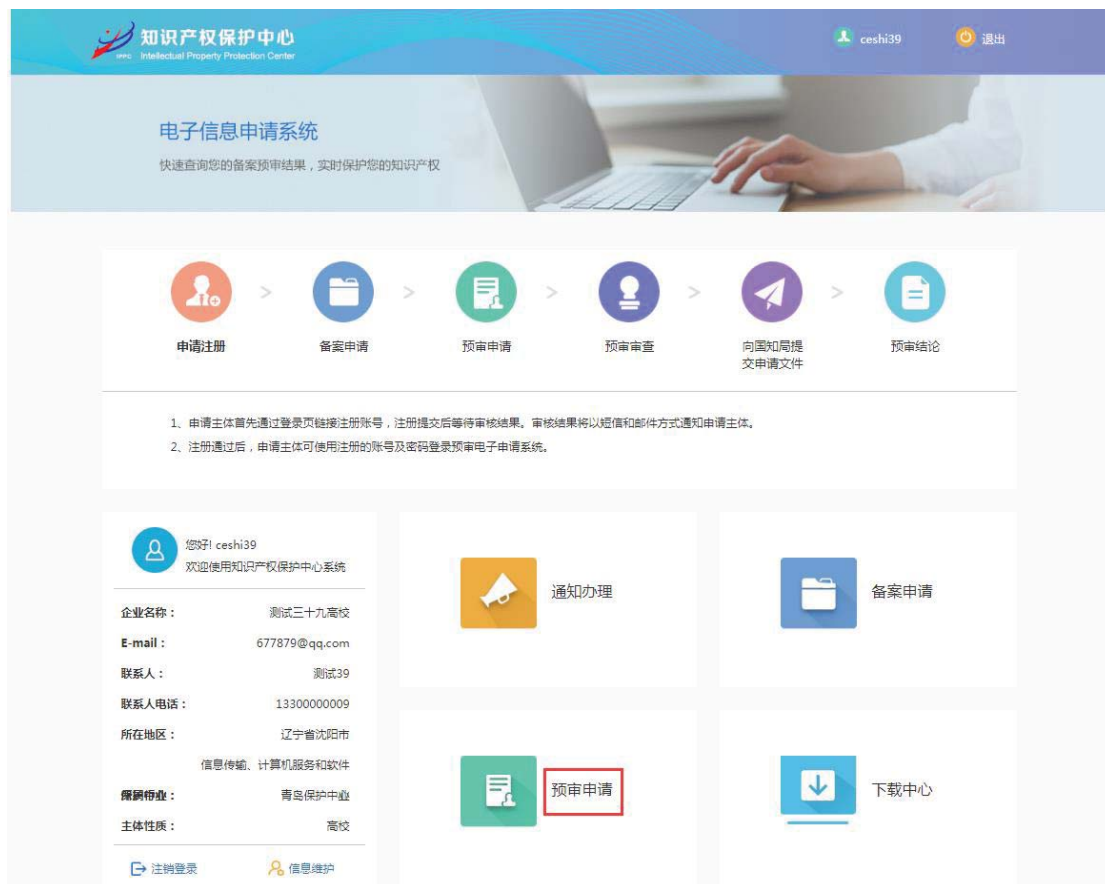 知识产权保护中心
IPPC Intellectual Property Protection Center
ceshi39
退出
电子信息申请系统
快速查询您的备案预审结果，实时保护您的知识产权
申请注册 > 备案申请 > 预审申请 > 预审审查 > 向国知局提 > 预审结论
交申请文件
1、申请主体首先通过登录页链接注册账号，注册提交后等待审核结果。审核结果将以短信和邮件方式通知申请主体。
2、注册通过后，申请主体可使用注册的账号及密码登录预审电子申请系统。
您好! ceshi39
欢迎使用知识产权保护中心系统
企业名称： 测试三十九高校
E-mail： 677879@qq.com
联系人： 测试39
联系人电话： 13300000009
所在地区： 辽宁省沈阳市
信息传输、计算机服务和软件
青岛保护中
主体性质： 高校
注销登录
信息维护
通知办理
备案申请
预审申请
下载中心